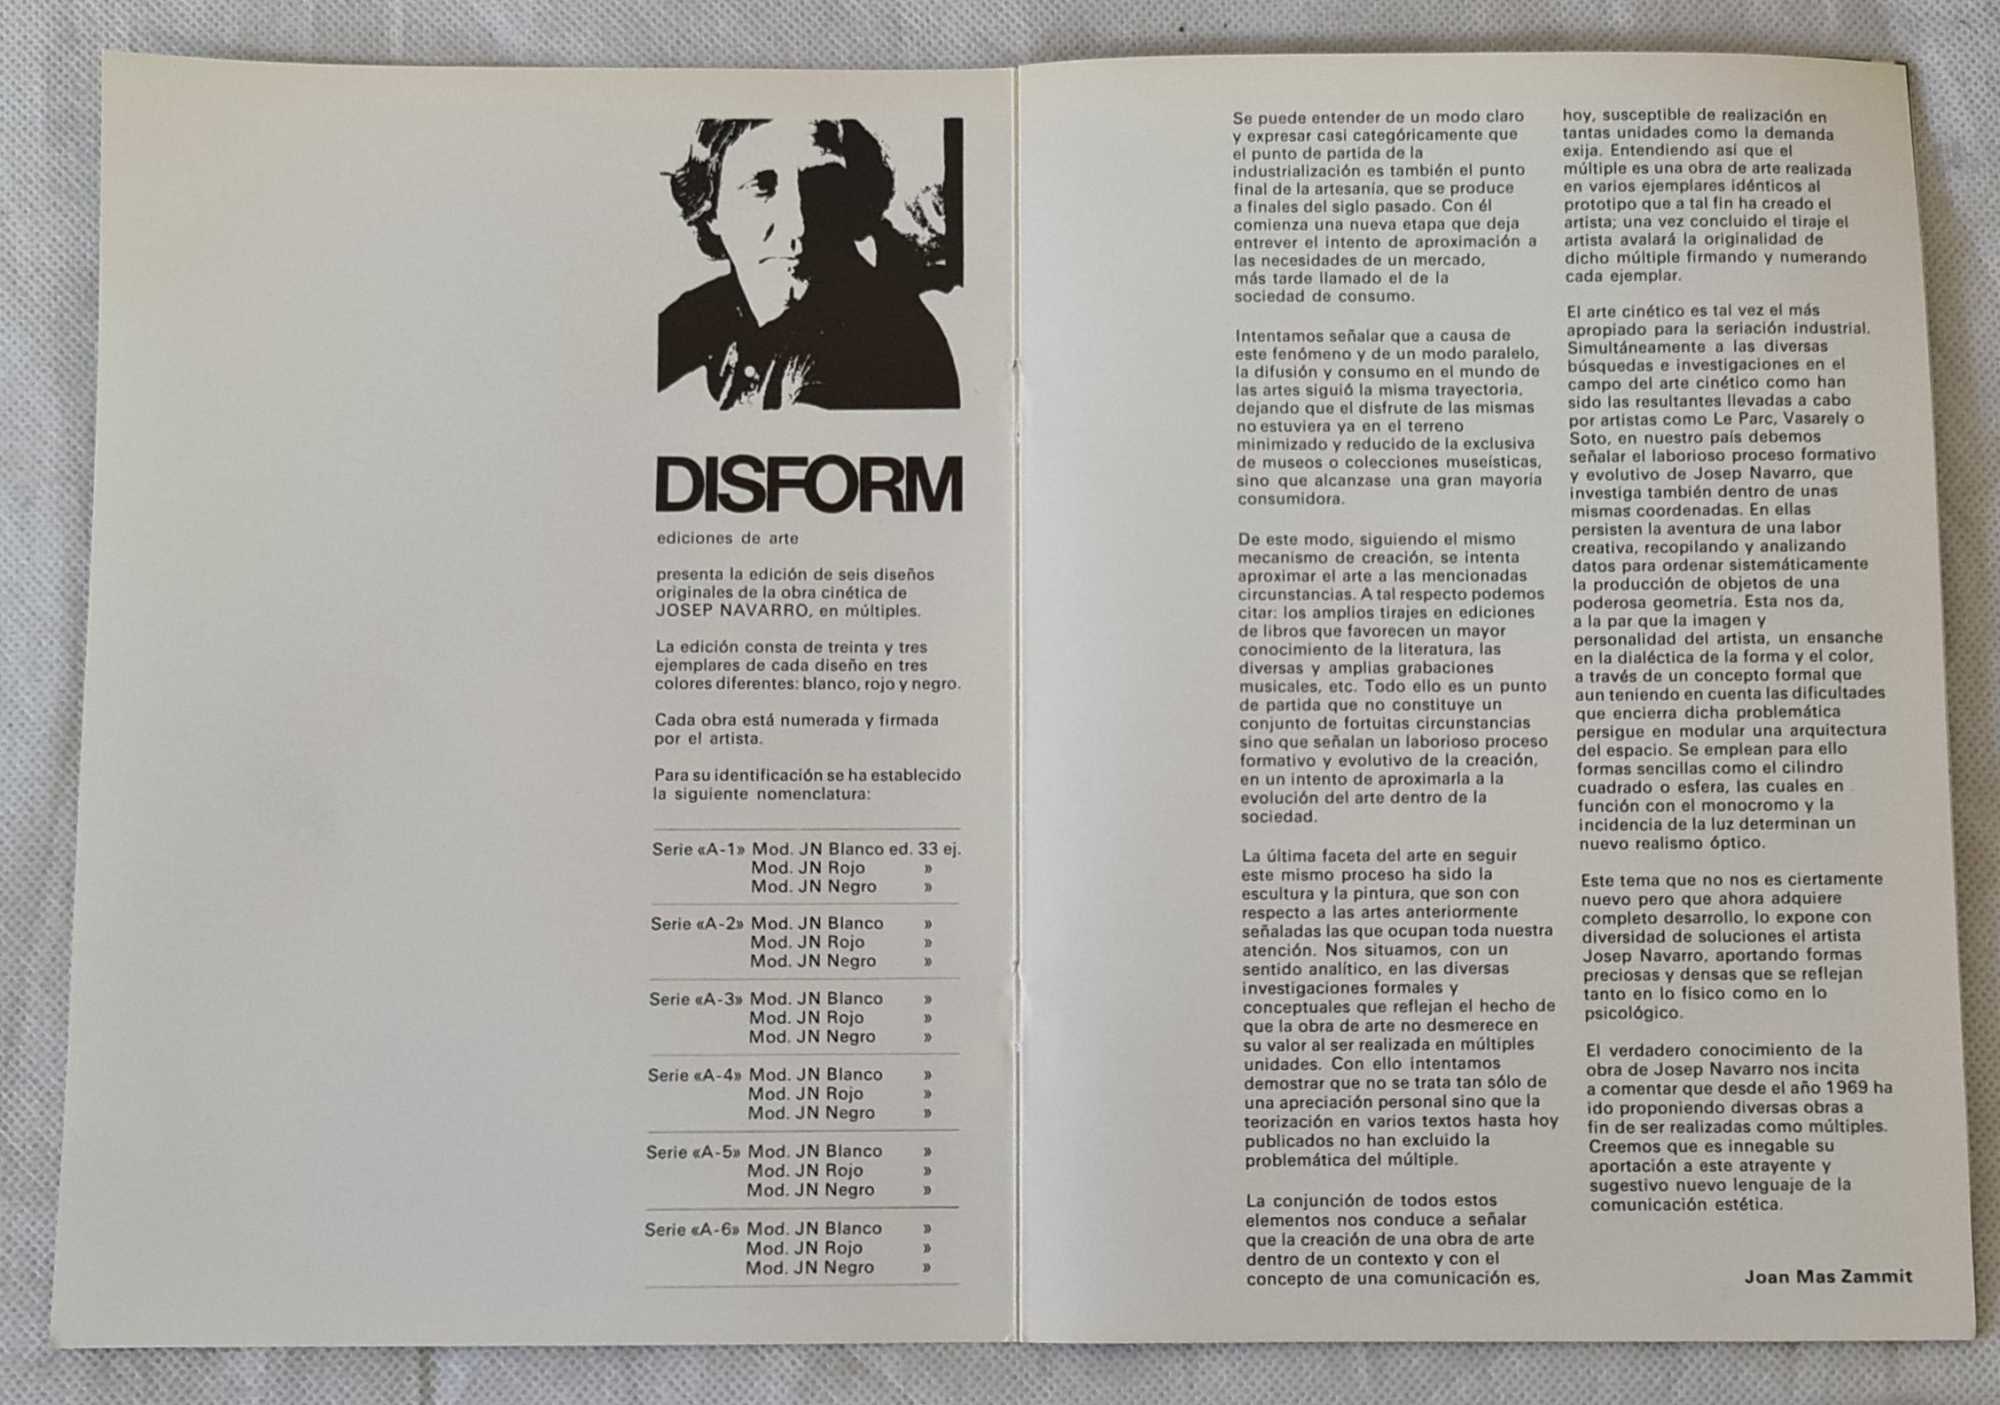 DISFORM
ediciones de arte
presenta la edición de seis diseños
originales de la obra cinética de
JOSEP NAVARRO, en múltiples.
La edición consta de treinta y tres
ejemplares de cada diseño en tres
colores diferentes: blanco, rojo y negro.
Cada obra está numerada y firmada
por el artista.
Para su identificación se ha establecido
la siguiente nomenclatura:
Serie «A-1» Mod. JN Blanco ed. 33 ej.
Mod. JN Rojo »
Mod. JN Negro »
Serie «A-2» Mod. JN Blanco »
Mod. JN Rojo »
Mod. JN Negro »
Serie «A-3» Mod. JN Blanco »
Mod. JN Rojo »
Mod. JN Negro »
Serie «A-4» Mod. JN Blanco »
Mod. JN Rojo »
Mod. JN Negro »
Serie «A-5» Mod. JN Blanco »
Mod. JN Rojo »
Mod. JN Negro »
Serie «A-6» Mod. JN Blanco »
Mod. JN Rojo »
Mod. JN Negro »
Se puede entender de un modo claro
y expresar casi categóricamente que
el punto de partida de la
industrialización es también el punto
final de la artesanía, que se produce
a finales del siglo pasado. Con él
comienza una nueva etapa que deja
entrever el intento de aproximación a
las necesidades de un mercado,
más tarde llamado el de la
sociedad de consumo.
Intentamos señalar que a causa de
este fenómeno y de un modo paralelo,
la difusión y consumo en el mundo de
las artes siguió la misma trayectoria,
dejando que el disfrute de las mismas
no estuviera ya en el terreno
minimizado y reducido de la exclusiva
de museos o colecciones museísticas,
sino que alcanzase una gran mayoría
consumidora.
De este modo, siguiendo el mismo
mecanismo de creación, se intenta
aproximar el arte a las mencionadas
circunstancias. A tal respecto podemos
citar: los amplios tirajes en ediciones
de libros que favorecen un mayor
conocimiento de la literatura, las
diversas y amplias grabaciones
musicales, etc. Todo ello es un punto
de partida que no constituye un
conjunto de fortuitas circunstancias
sino que señalan un laborioso proceso
formativo y evolutivo de la creación,
en un intento de aproximarla a la
evolución del arte dentro de la
sociedad.
La última faceta del arte en seguir
este mismo proceso ha sido la
escultura y la pintura, que son con
respecto a las artes anteriormente
señaladas las que ocupan toda nuestra
atención. Nos situamos, con un
sentido analítico, en las diversas
investigaciones formales y
conceptuales que reflejan el hecho de
que la obra de arte no desmerece en
su valor al ser realizada en múltiples
unidades. Con ello intentamos
demostrar que no se trata tan sólo de
una apreciación personal sino que la
teorización en varios textos hasta hoy
publicados no han excluido la
problemática del múltiple.
La conjunción de todos estos
elementos nos conduce a señalar
que la creación de una obra de arte
dentro de un contexto y con el
concepto de una comunicación es,
hoy, susceptible de realización en
tantas unidades como la demanda
exija. Entendiendo así que el
múltiple es una obra de arte realizada
en varios ejemplares idénticos al
prototipo que a tal fin ha creado el
artista; una vez concluido el tiraje el
artista avalará la originalidad de
dicho múltiple firmando y numerando
cada ejemplar.
El arte cinético es tal vez el más
apropiado para la seriación industrial.
Simultáneamente a las diversas
búsquedas e investigaciones en el
campo del arte cinético como han
sido las resultantes llevadas a cabo
por artistas como Le Parc, Vasarely o
Soto, en nuestro país debemos
señalar el laborioso proceso formativo
y evolutivo de Josep Navarro, que
investiga también dentro de unas
mismas coordenadas. En ellas
persisten la aventura de una labor
creativa, recopilando y analizando
datos para ordenar sistemáticamente
la producción de objetos de una
poderosa geometría. Esta nos da,
a la par que la imagen y
personalidad del artista, un ensanche
en la dialéctica de la forma y el color,
a través de un concepto formal que
aun teniendo en cuenta las dificultades
que encierra dicha problemática
persigue en modular una arquitectura
del espacio. Se emplean para ello
formas sencillas como el cilindro
cuadrado o esfera, las cuales en
función con el monocromo y la
incidencia de la luz determinan un
nuevo realismo óptico.
Este tema que no nos es ciertamente
nuevo pero que ahora adquiere
completo desarrollo, lo expone con
diversidad de soluciones el artista
Josep Navarro, aportando formas
preciosas y densas que se reflejan
tanto en lo físico como en lo
psicológico.
El verdadero conocimiento de la
obra de Josep Navarro nos incita
a comentar que desde el año 1969 ha
ido proponiendo diversas obras a
fin de ser realizadas como múltiples.
Creemos que es innegable su
aportación a este atrayente y
sugestivo nuevo lenguaje de la
comunicación estética.
Joan Mas Zammit